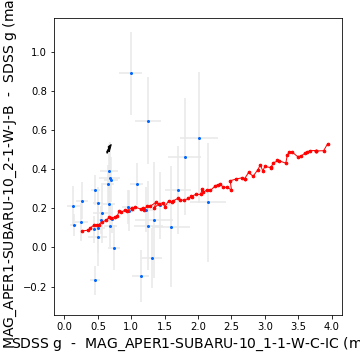 MAG_APER1-SUBARU-10_2-1-W-J-B - SDSS g (ma
1.0
0.8
0.6
0.4
0.2
0.0
−0.2
0.0 0.5 1.0 1.5 2.0 2.5 3.0 3.5 4.0
SDSS g - MAG_APER1-SUBARU-10_1-1-W-C-IC (m